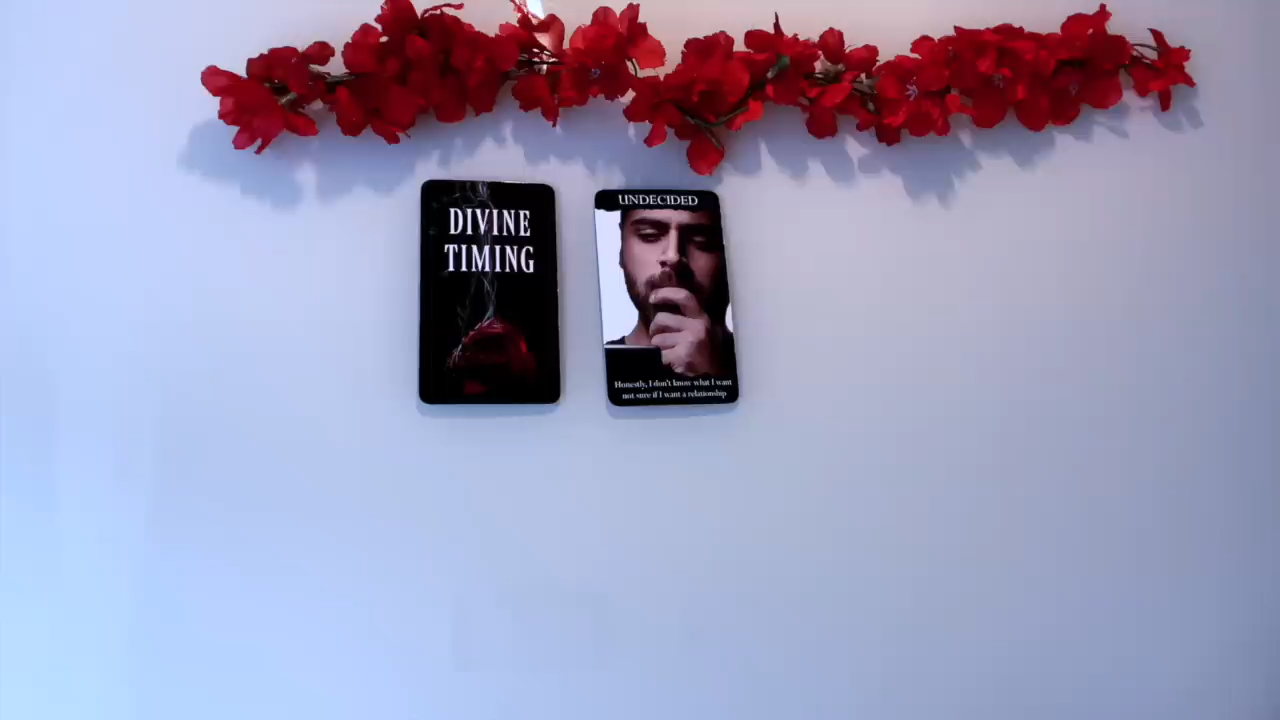 DIVINE
TIMING
UNDECIDED
Honestly, I don't know what I want
not sure if I want a relationship